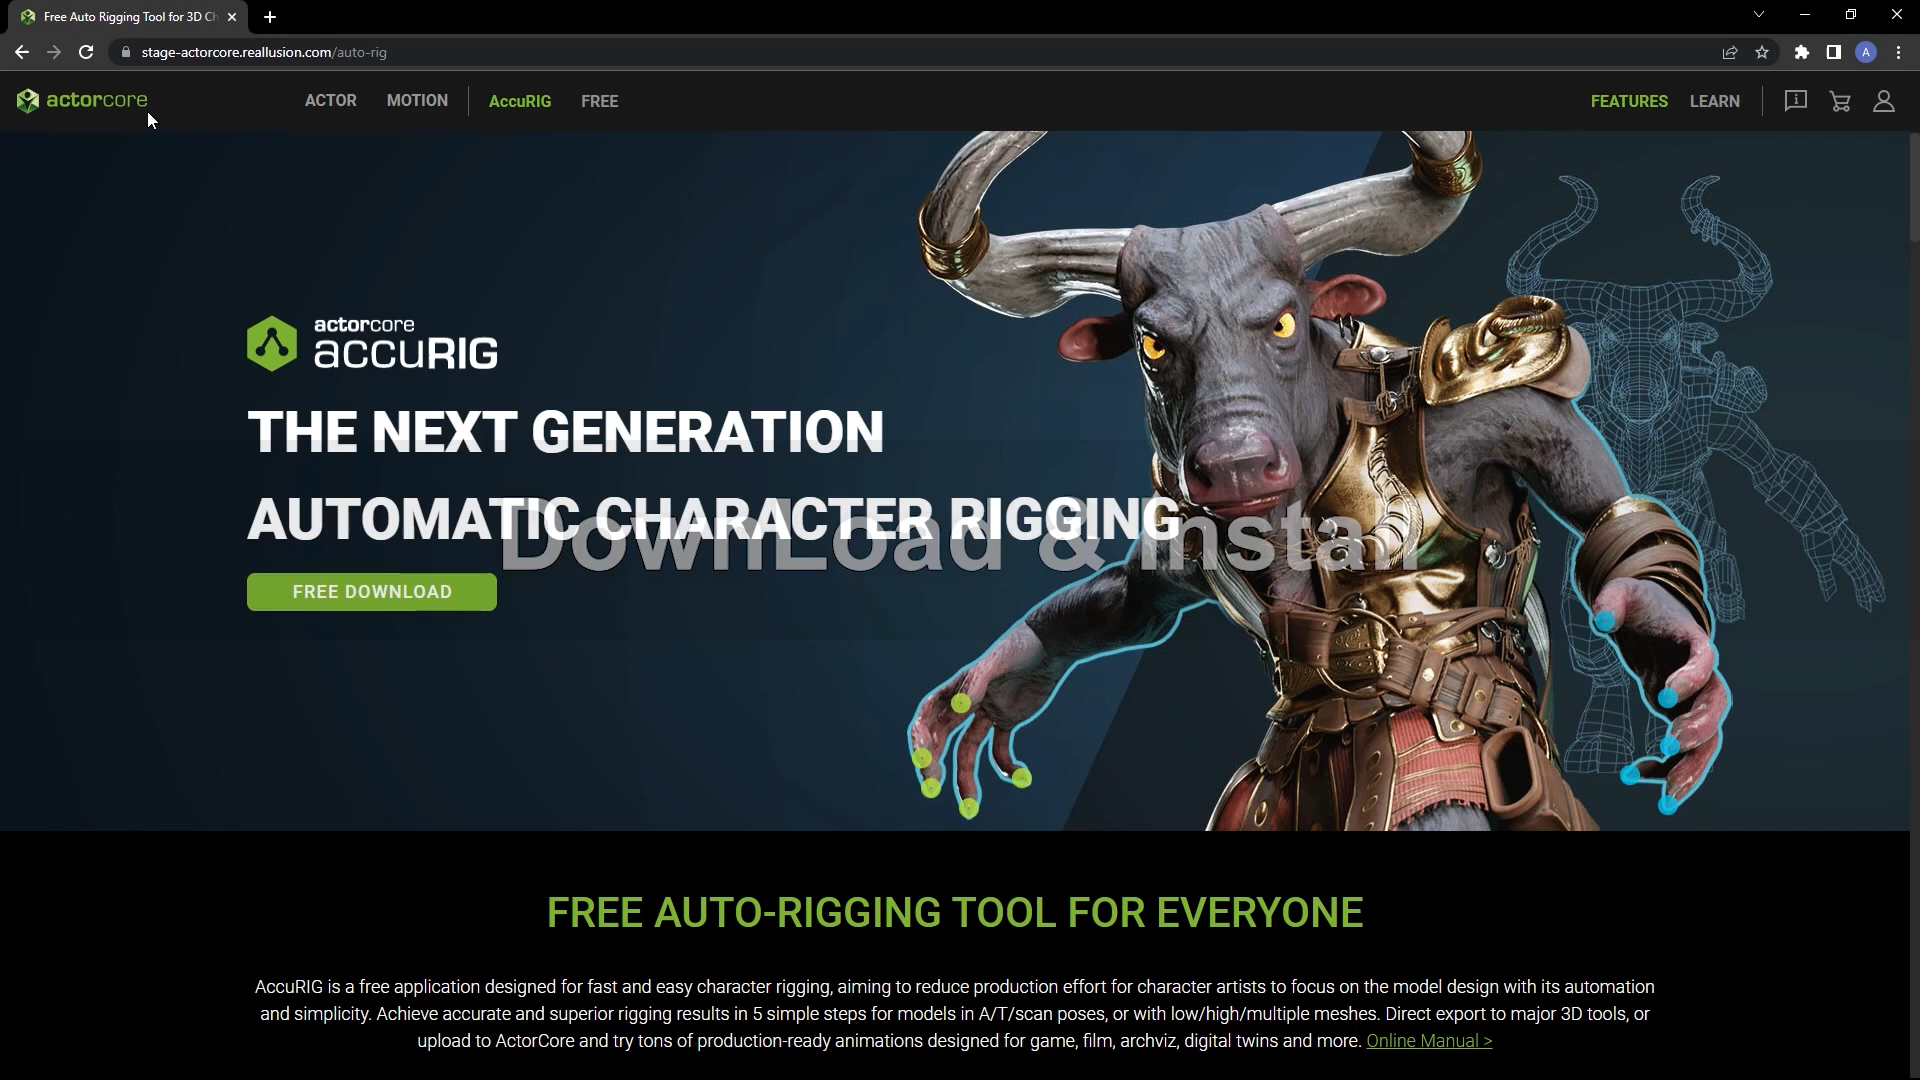 Free Auto Rigging Tool for 3D Ch
stage-actorcore.reallusion.com/auto-rig
A
actorcore
ACTOR
MOTION
AccuRIG
FREE
FEATURES
LEARN
actorcore
accuRIG
THE NEXT GENERATION
AUTOMATIC CHARACTER RIGGING
DownLoad & Install
FREE DOWNLOAD
FREE AUTO-RIGGING TOOL FOR EVERYONE
AccuRIG is a free application designed for fast and easy character rigging, aiming to reduce production effort for character artists to focus on the model design with its automation
and simplicity. Achieve accurate and superior rigging results in 5 simple steps for models in A/T/scan poses, or with low/high/multiple meshes. Direct export to major 3D tools, or
upload to ActorCore and try tons of production-ready animations designed for game, film, archviz, digital twins and more. Online Manual >